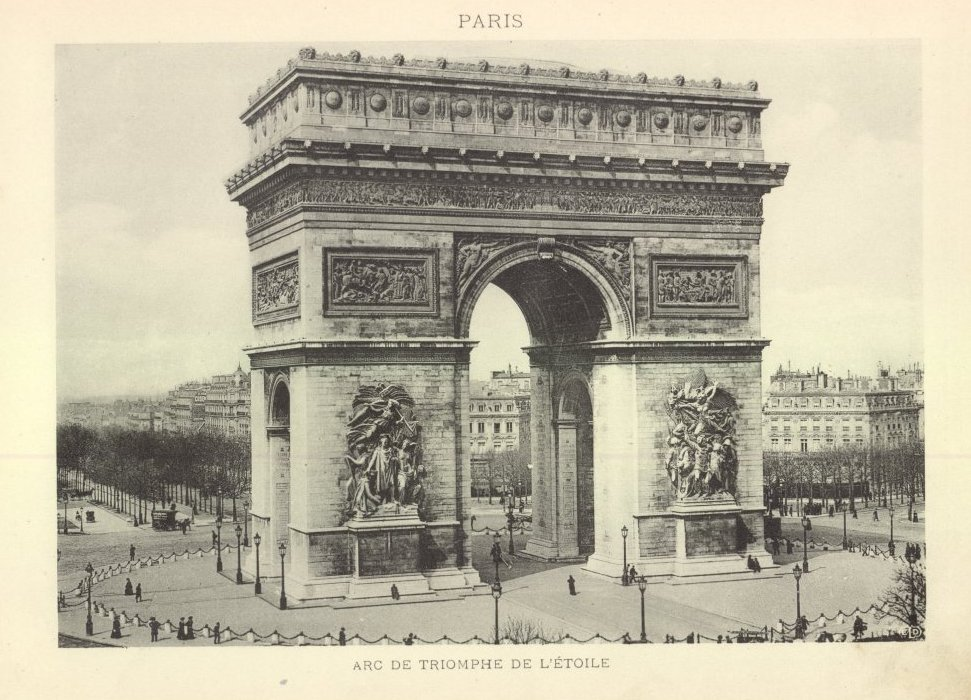 PARIS
ARC DE TRIOMPHE DE L'ÉTOILE